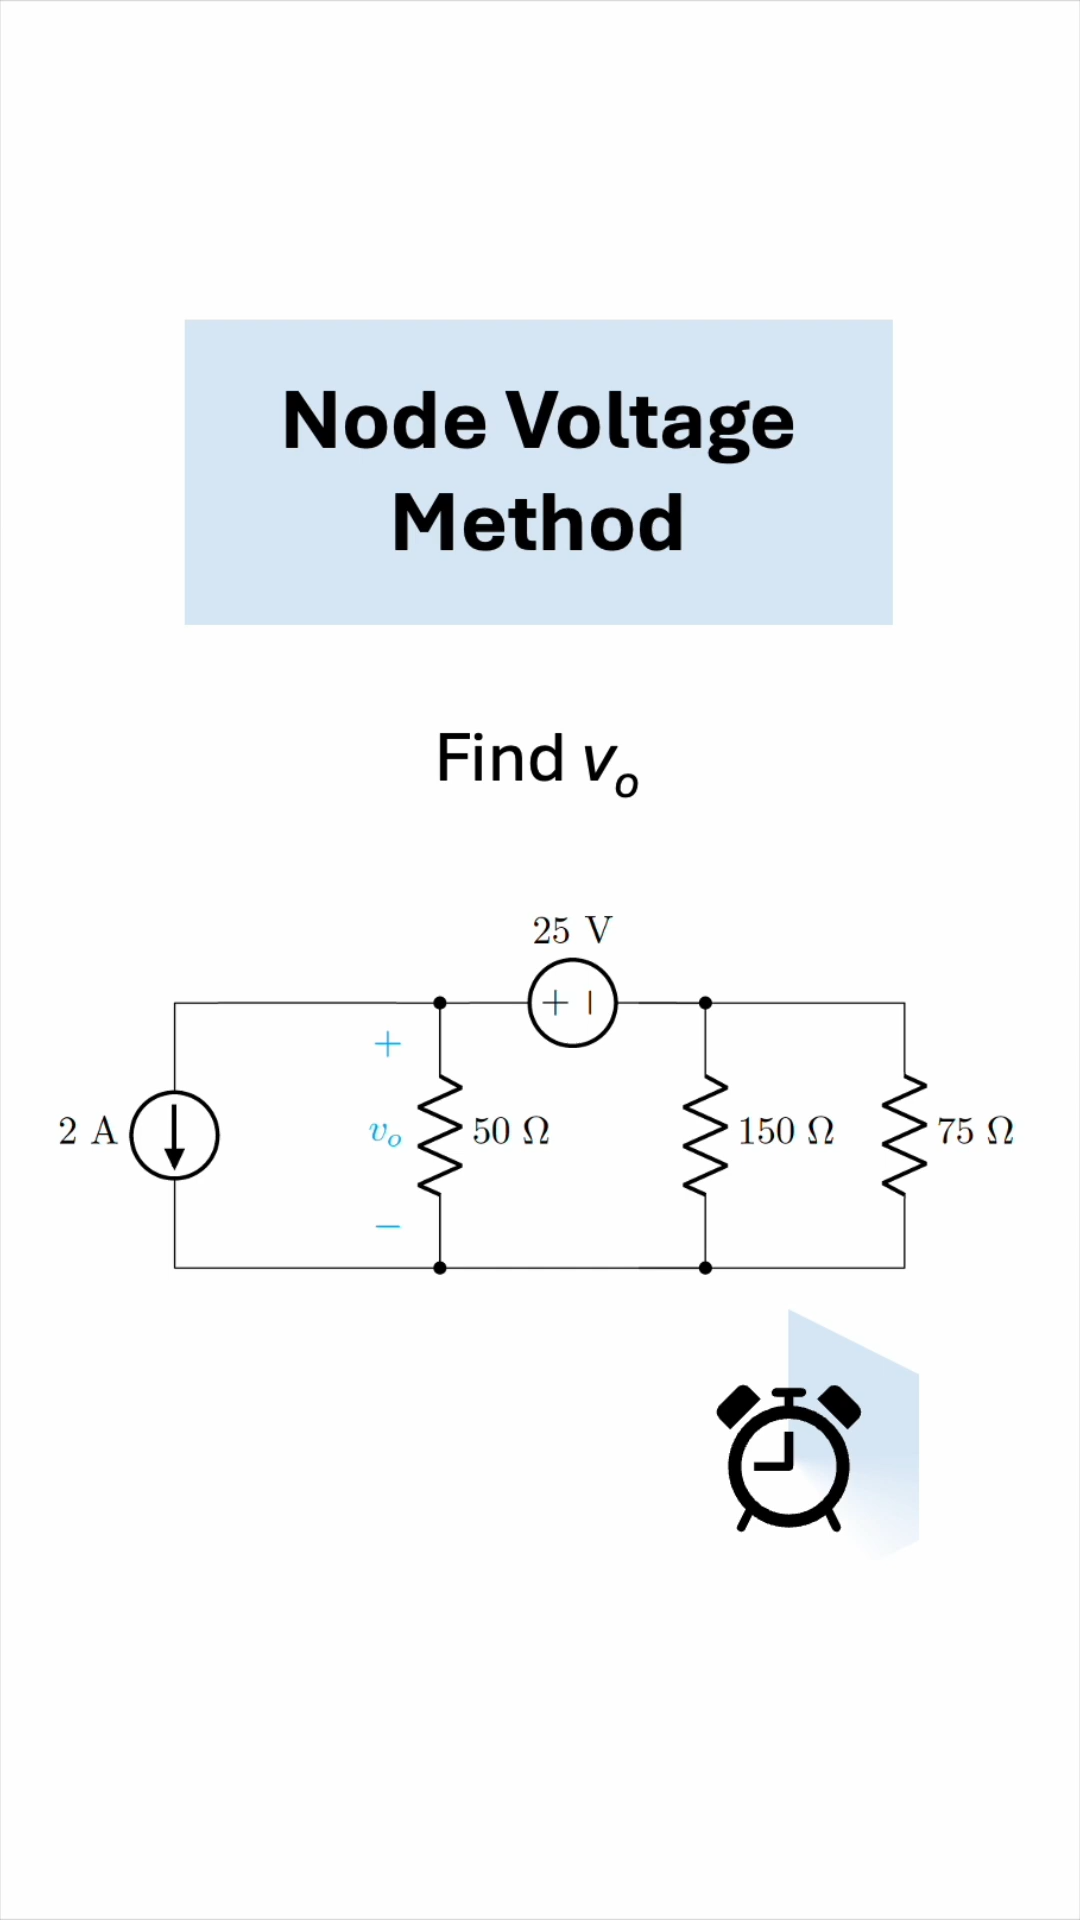 Node Voltage
Method
Find vₒ
25 V
+ −
+
2 A
vₒ
50 Ω
150 Ω
75 Ω
−